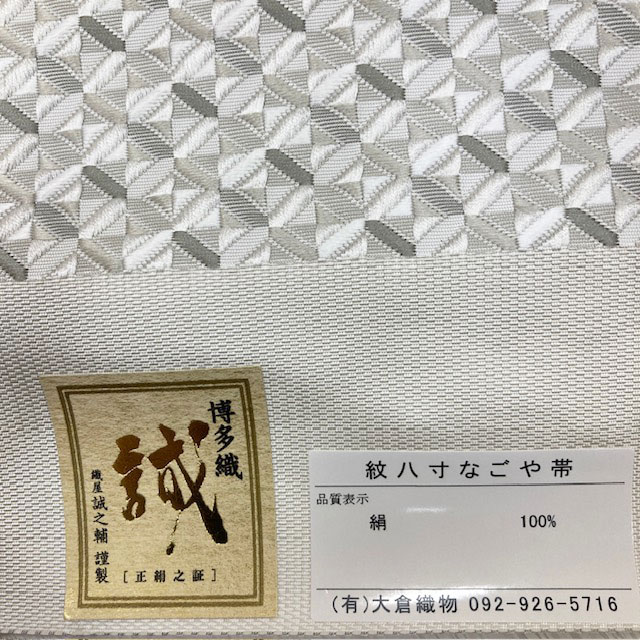 博多織
誠
織屋 誠之輔 謹製
[正絹之証]
紋八寸なごや帯
品質表示
絹 100%
(有)大倉織物 092-926-5716